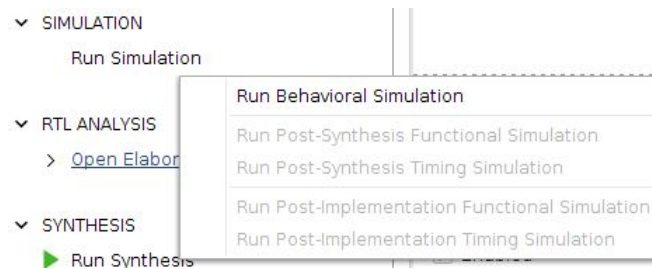 SIMULATION
Run Simulation
Run Behavioral Simulation
RTL ANALYSIS
Run Post-Synthesis Functional Simulation
Open Elabor
Run Post-Synthesis Timing Simulation
Run Post-Implementation Functional Simulation
SYNTHESIS
Run Post-Implementation Timing Simulation
Run Synthesis